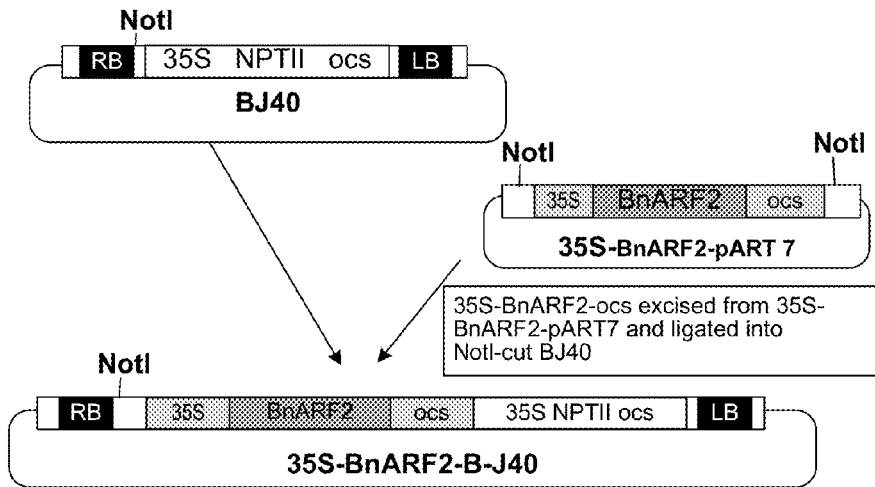 NotI
RB 35S NPTII ocs LB
BJ40
NotI NotI
35S BnARF2 ocs
35S-BnARF2-pART 7
35S-BnARF2-ocs excised from 35S-
BnARF2-pART7 and ligated into
NotI-cut BJ40
NotI
RB 35S BnARF2 ocs 35S NPTII ocs LB
35S-BnARF2-B-J40